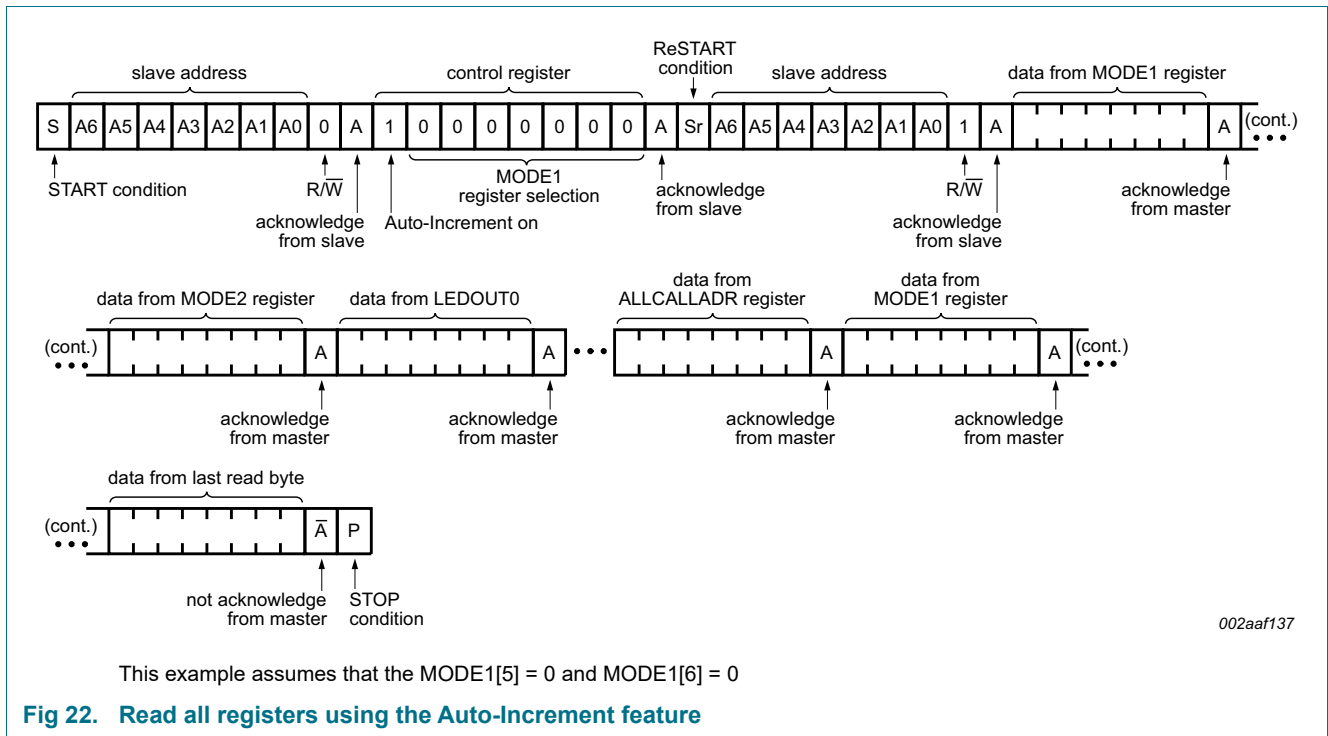 ReSTART
condition
slave address
control register
slave address
data from MODE1 register
S A6 A5 A4 A3 A2 A1 A0 0 A 1 0 0 0 0 0 0 0 A Sr A6 A5 A4 A3 A2 A1 A0 1 A A (cont.)
START condition
R/W̅
acknowledge
from slave
Auto-Increment on
MODE1
register selection
acknowledge
from slave
R/W̅
acknowledge
from slave
acknowledge
from master
data from MODE2 register
data from LEDOUT0
data from
ALLCALLADR register
data from
MODE1 register
(cont.) A A A A (cont.)
acknowledge
from master
acknowledge
from master
acknowledge
from master
acknowledge
from master
data from last read byte
(cont.) A̅ P
not acknowledge
from master
STOP
condition
002aaf137
This example assumes that the MODE1[5] = 0 and MODE1[6] = 0
Fig 22. Read all registers using the Auto-Increment feature